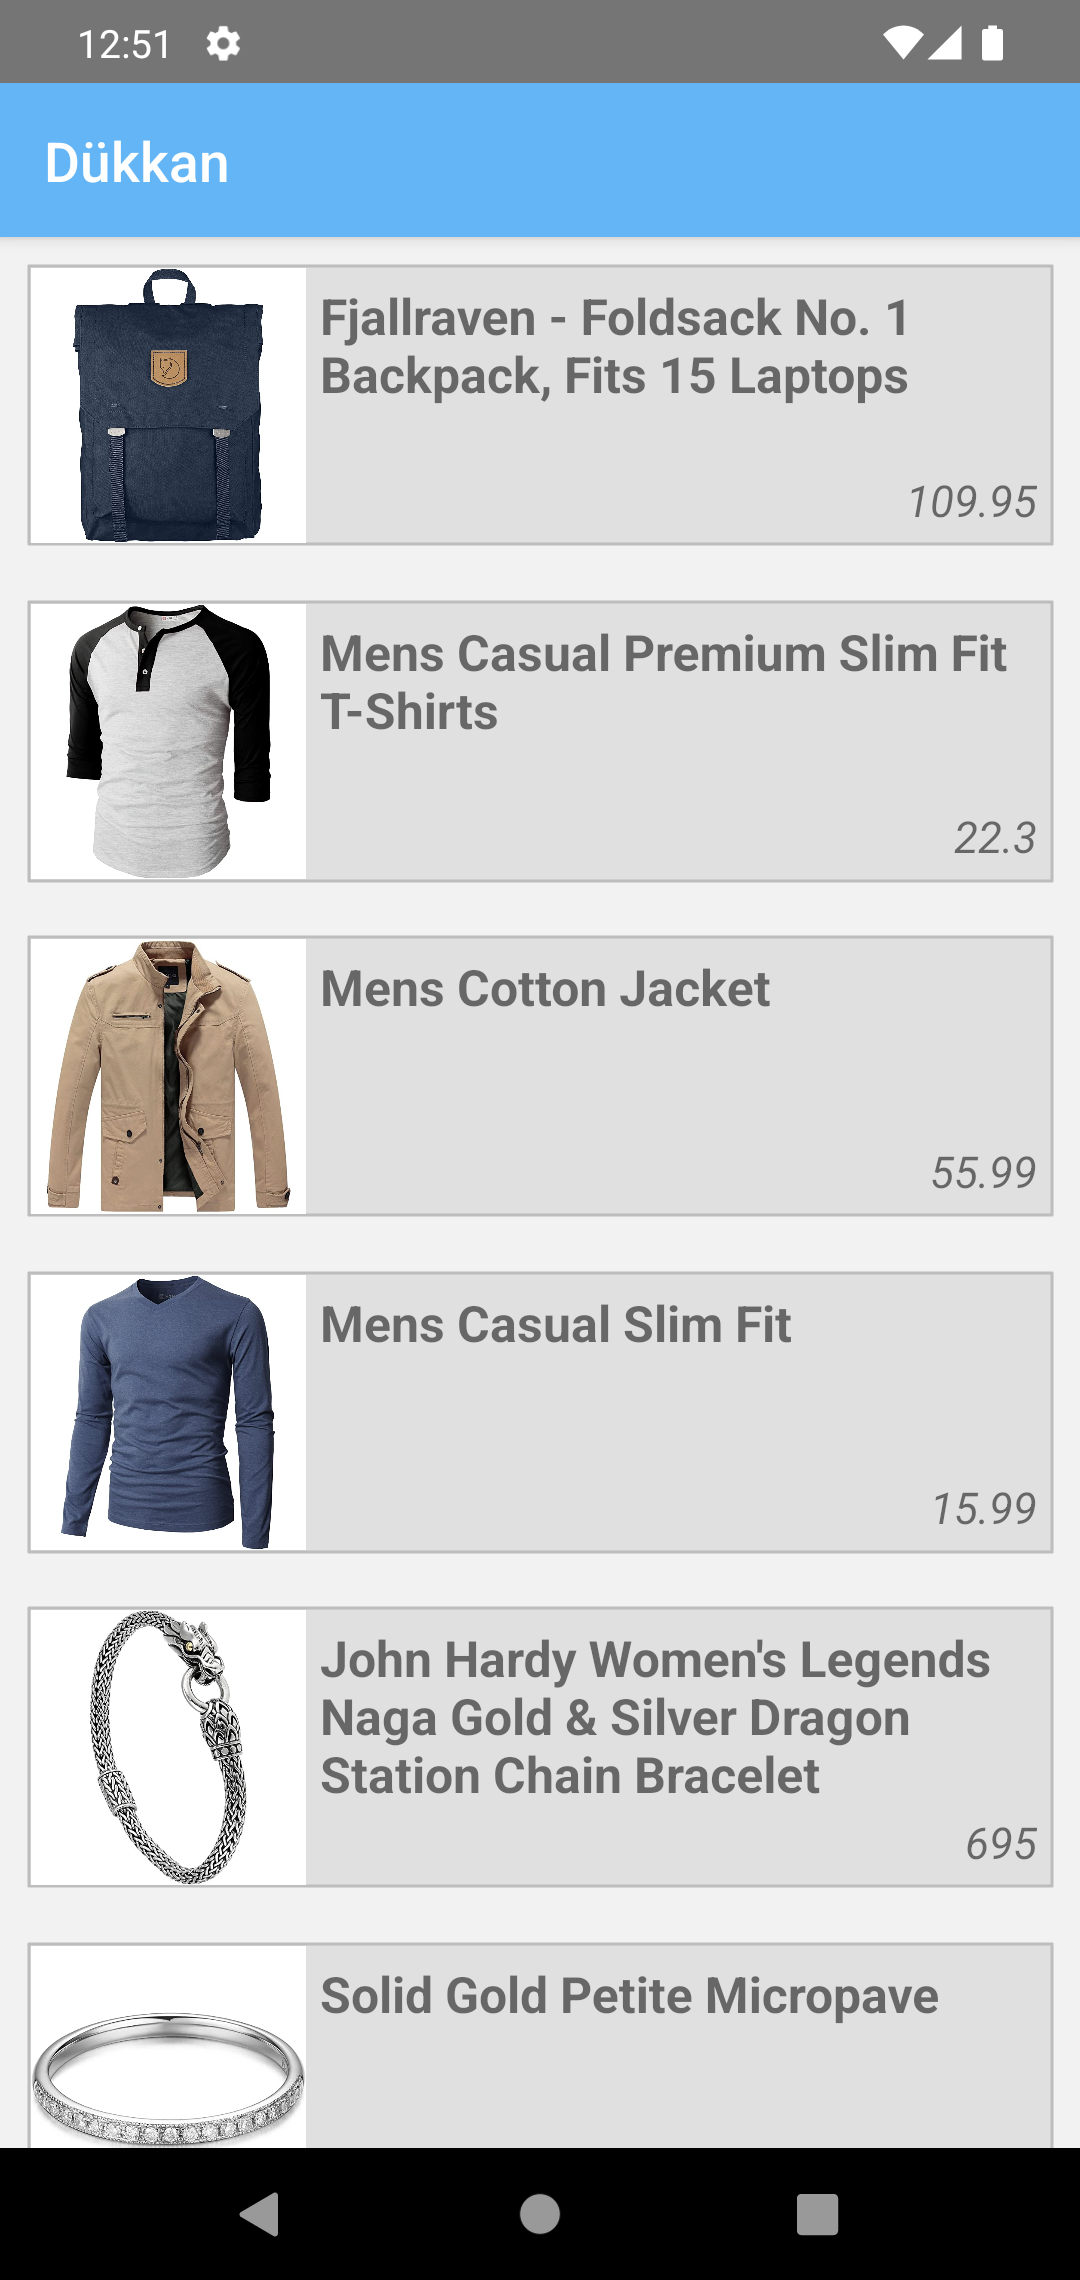 12:51
Dükkan
Fjallraven - Foldsack No. 1
Backpack, Fits 15 Laptops
109.95
Mens Casual Premium Slim Fit
T-Shirts
22.3
Mens Cotton Jacket
55.99
Mens Casual Slim Fit
15.99
John Hardy Women's Legends
Naga Gold & Silver Dragon
Station Chain Bracelet
695
Solid Gold Petite Micropave